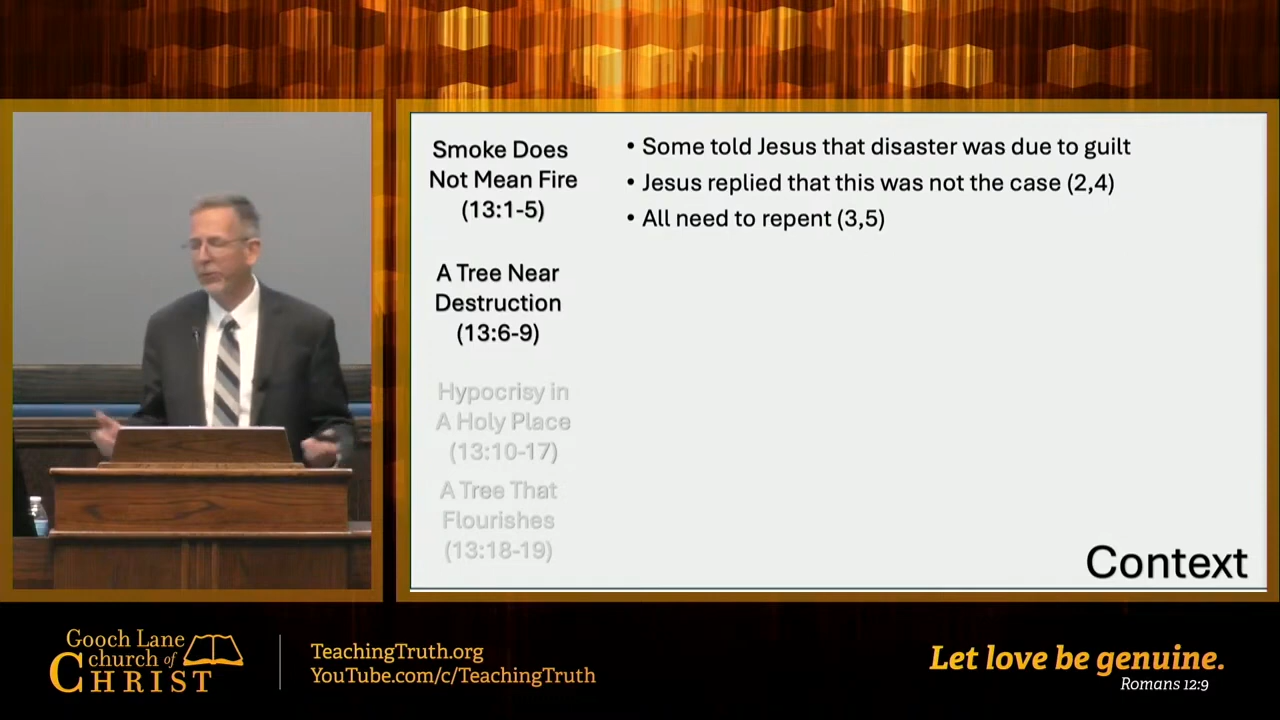 Smoke Does
Not Mean Fire
(13:1-5)
• Some told Jesus that disaster was due to guilt
• Jesus replied that this was not the case (2,4)
• All need to repent (3,5)
A Tree Near
Destruction
(13:6-9)
Hypocrisy in
A Holy Place
(13:10-17)
A Tree That
Flourishes
(13:18-19)
Context
Gooch Lane
church of
CHRIST
TeachingTruth.org
YouTube.com/c/TeachingTruth
Let love be genuine.
Romans 12:9